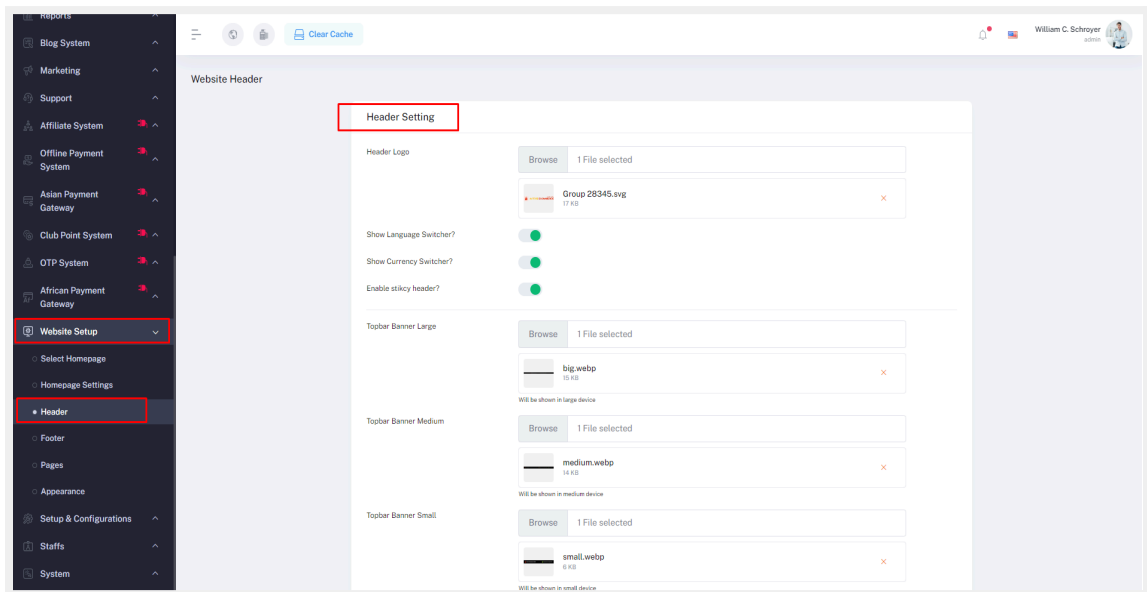 Reports
Blog System
Marketing
Support
Affiliate System
Offline Payment
System
Asian Payment
Gateway
Club Point System
OTP System
African Payment
Gateway
Website Setup
Select Homepage
Homepage Settings
Header
Footer
Pages
Appearance
Setup & Configurations
Staffs
System
Clear Cache
William C. Schroyer
admin
Website Header
Header Setting
Header Logo
Browse 1 File selected
Group 28345.svg
17 KB
Show Language Switcher?
Show Currency Switcher?
Enable stikcy header?
Topbar Banner Large
Browse 1 File selected
big.webp
15 KB
Will be shown in large device
Topbar Banner Medium
Browse 1 File selected
medium.webp
14 KB
Will be shown in medium device
Topbar Banner Small
Browse 1 File selected
small.webp
6 KB
Will be shown in small device